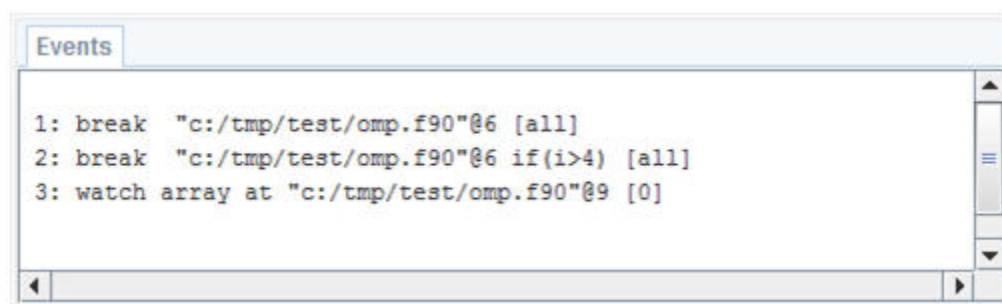 Events
1: break  "c:/tmp/test/omp.f90"@6 [all]
2: break  "c:/tmp/test/omp.f90"@6 if(i>4) [all]
3: watch array at "c:/tmp/test/omp.f90"@9 [0]